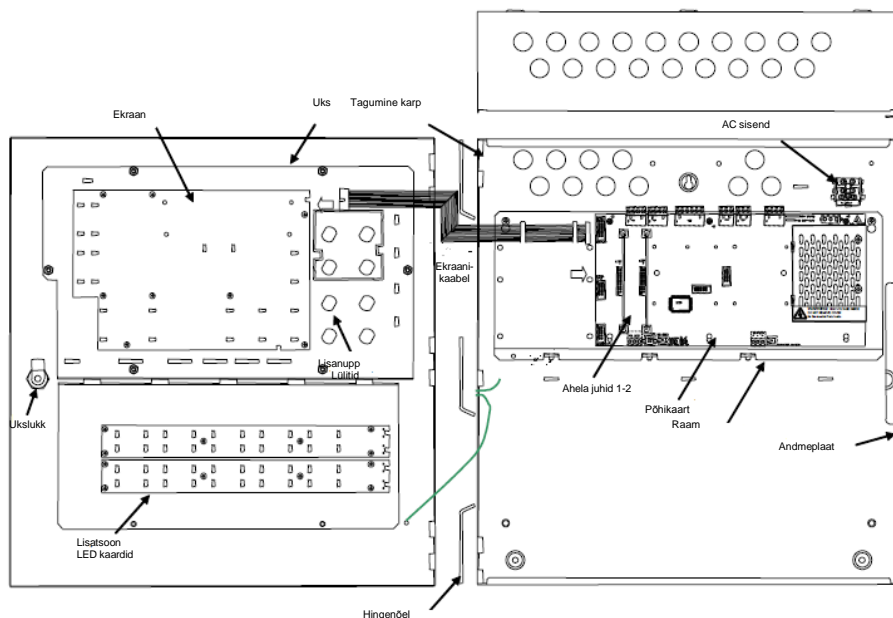 Uks
Tagumine karp
Ekraan
AC sisend
Ekraani-
kaabel
Lisanupp
Lülitid
Ahela juhid 1-2
Põhikaart
Raam
Ukslukk
Andmeplaat
Lisatsoon
LED kaardid
Hingenõel